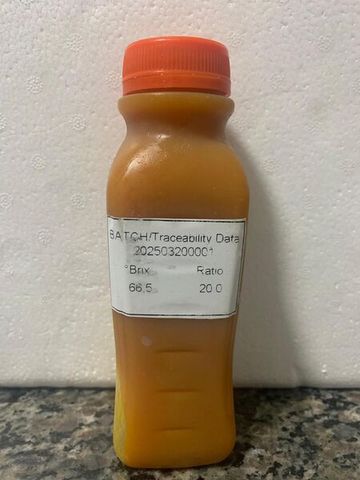 BATCH/Traceability Data
202503200001
°Brix Ratio
66,5 20.0